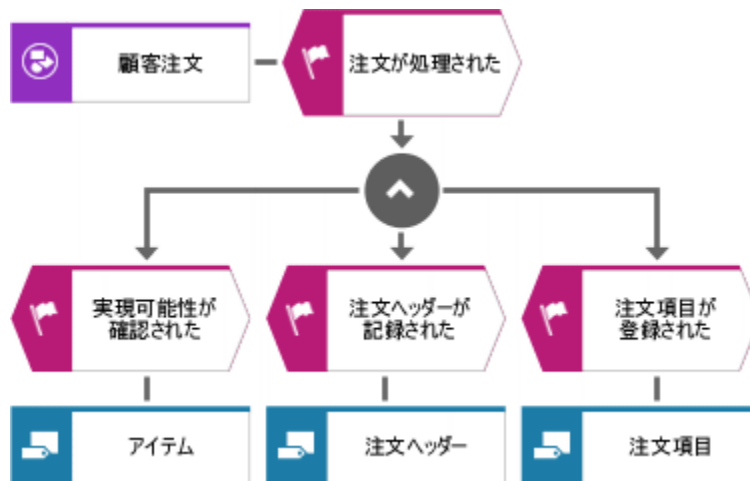 顧客注文
注文が処理された
実現可能性が
確認された
注文ヘッダーが
記録された
注文項目が
登録された
アイテム
注文ヘッダー
注文項目